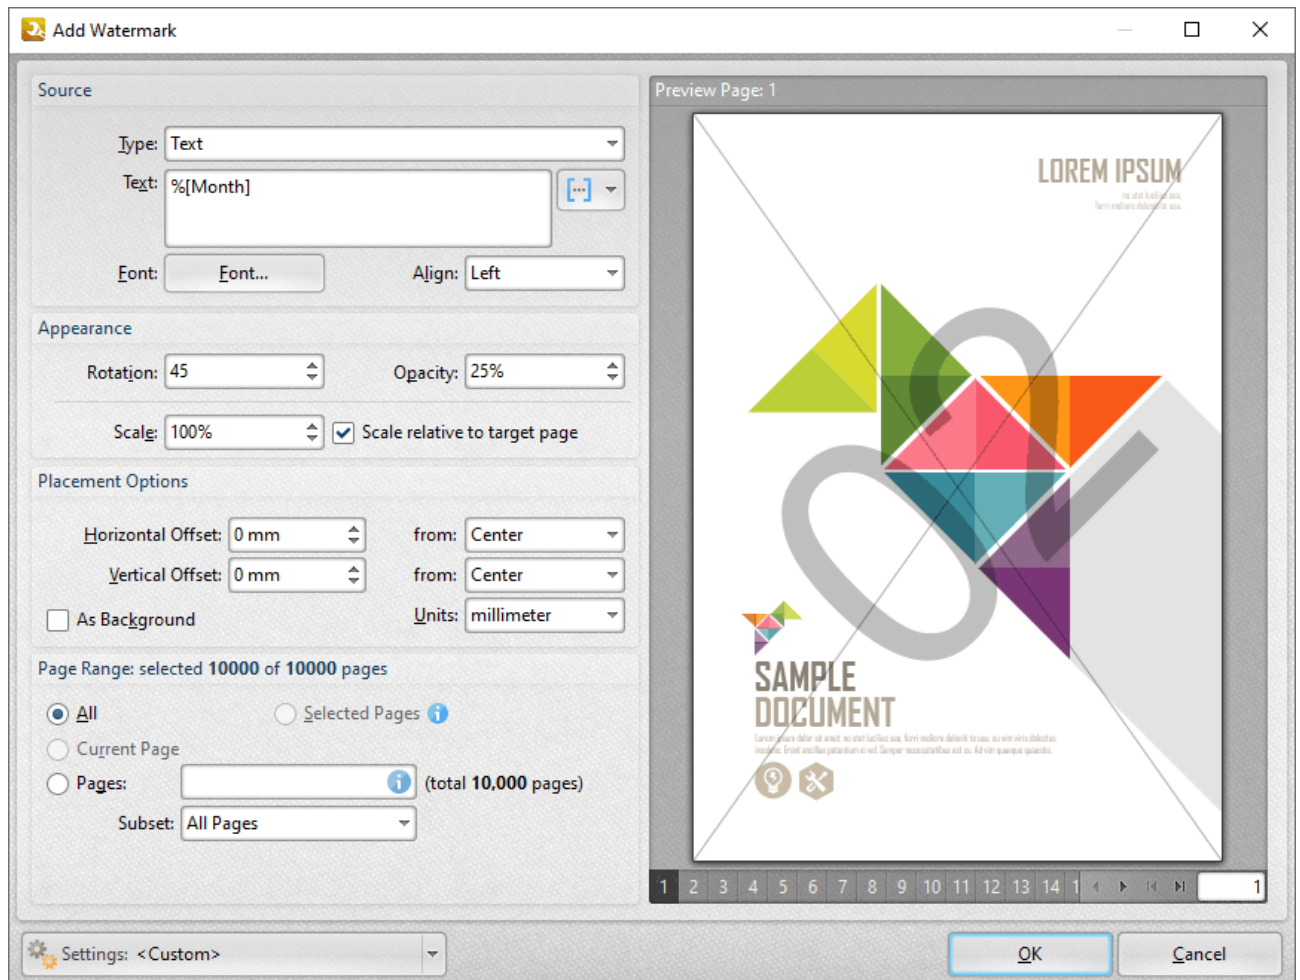 Add Watermark
Source
Type: Text
Text: %[Month]
Font: Font... Align: Left
Appearance
Rotation: 45 Opacity: 25%
Scale: 100% Scale relative to target page
Placement Options
Horizontal Offset: 0 mm from: Center
Vertical Offset: 0 mm from: Center
As Background Units: millimeter
Page Range: selected 10000 of 10000 pages
All Selected Pages
Current Page
Pages: (total 10,000 pages)
Subset: All Pages
Settings: <Custom>
Preview Page: 1
LOREM IPSUM
02
SAMPLE
DOCUMENT
1 2 3 4 5 6 7 8 9 10 11 12 13 14 1 1
OK Cancel